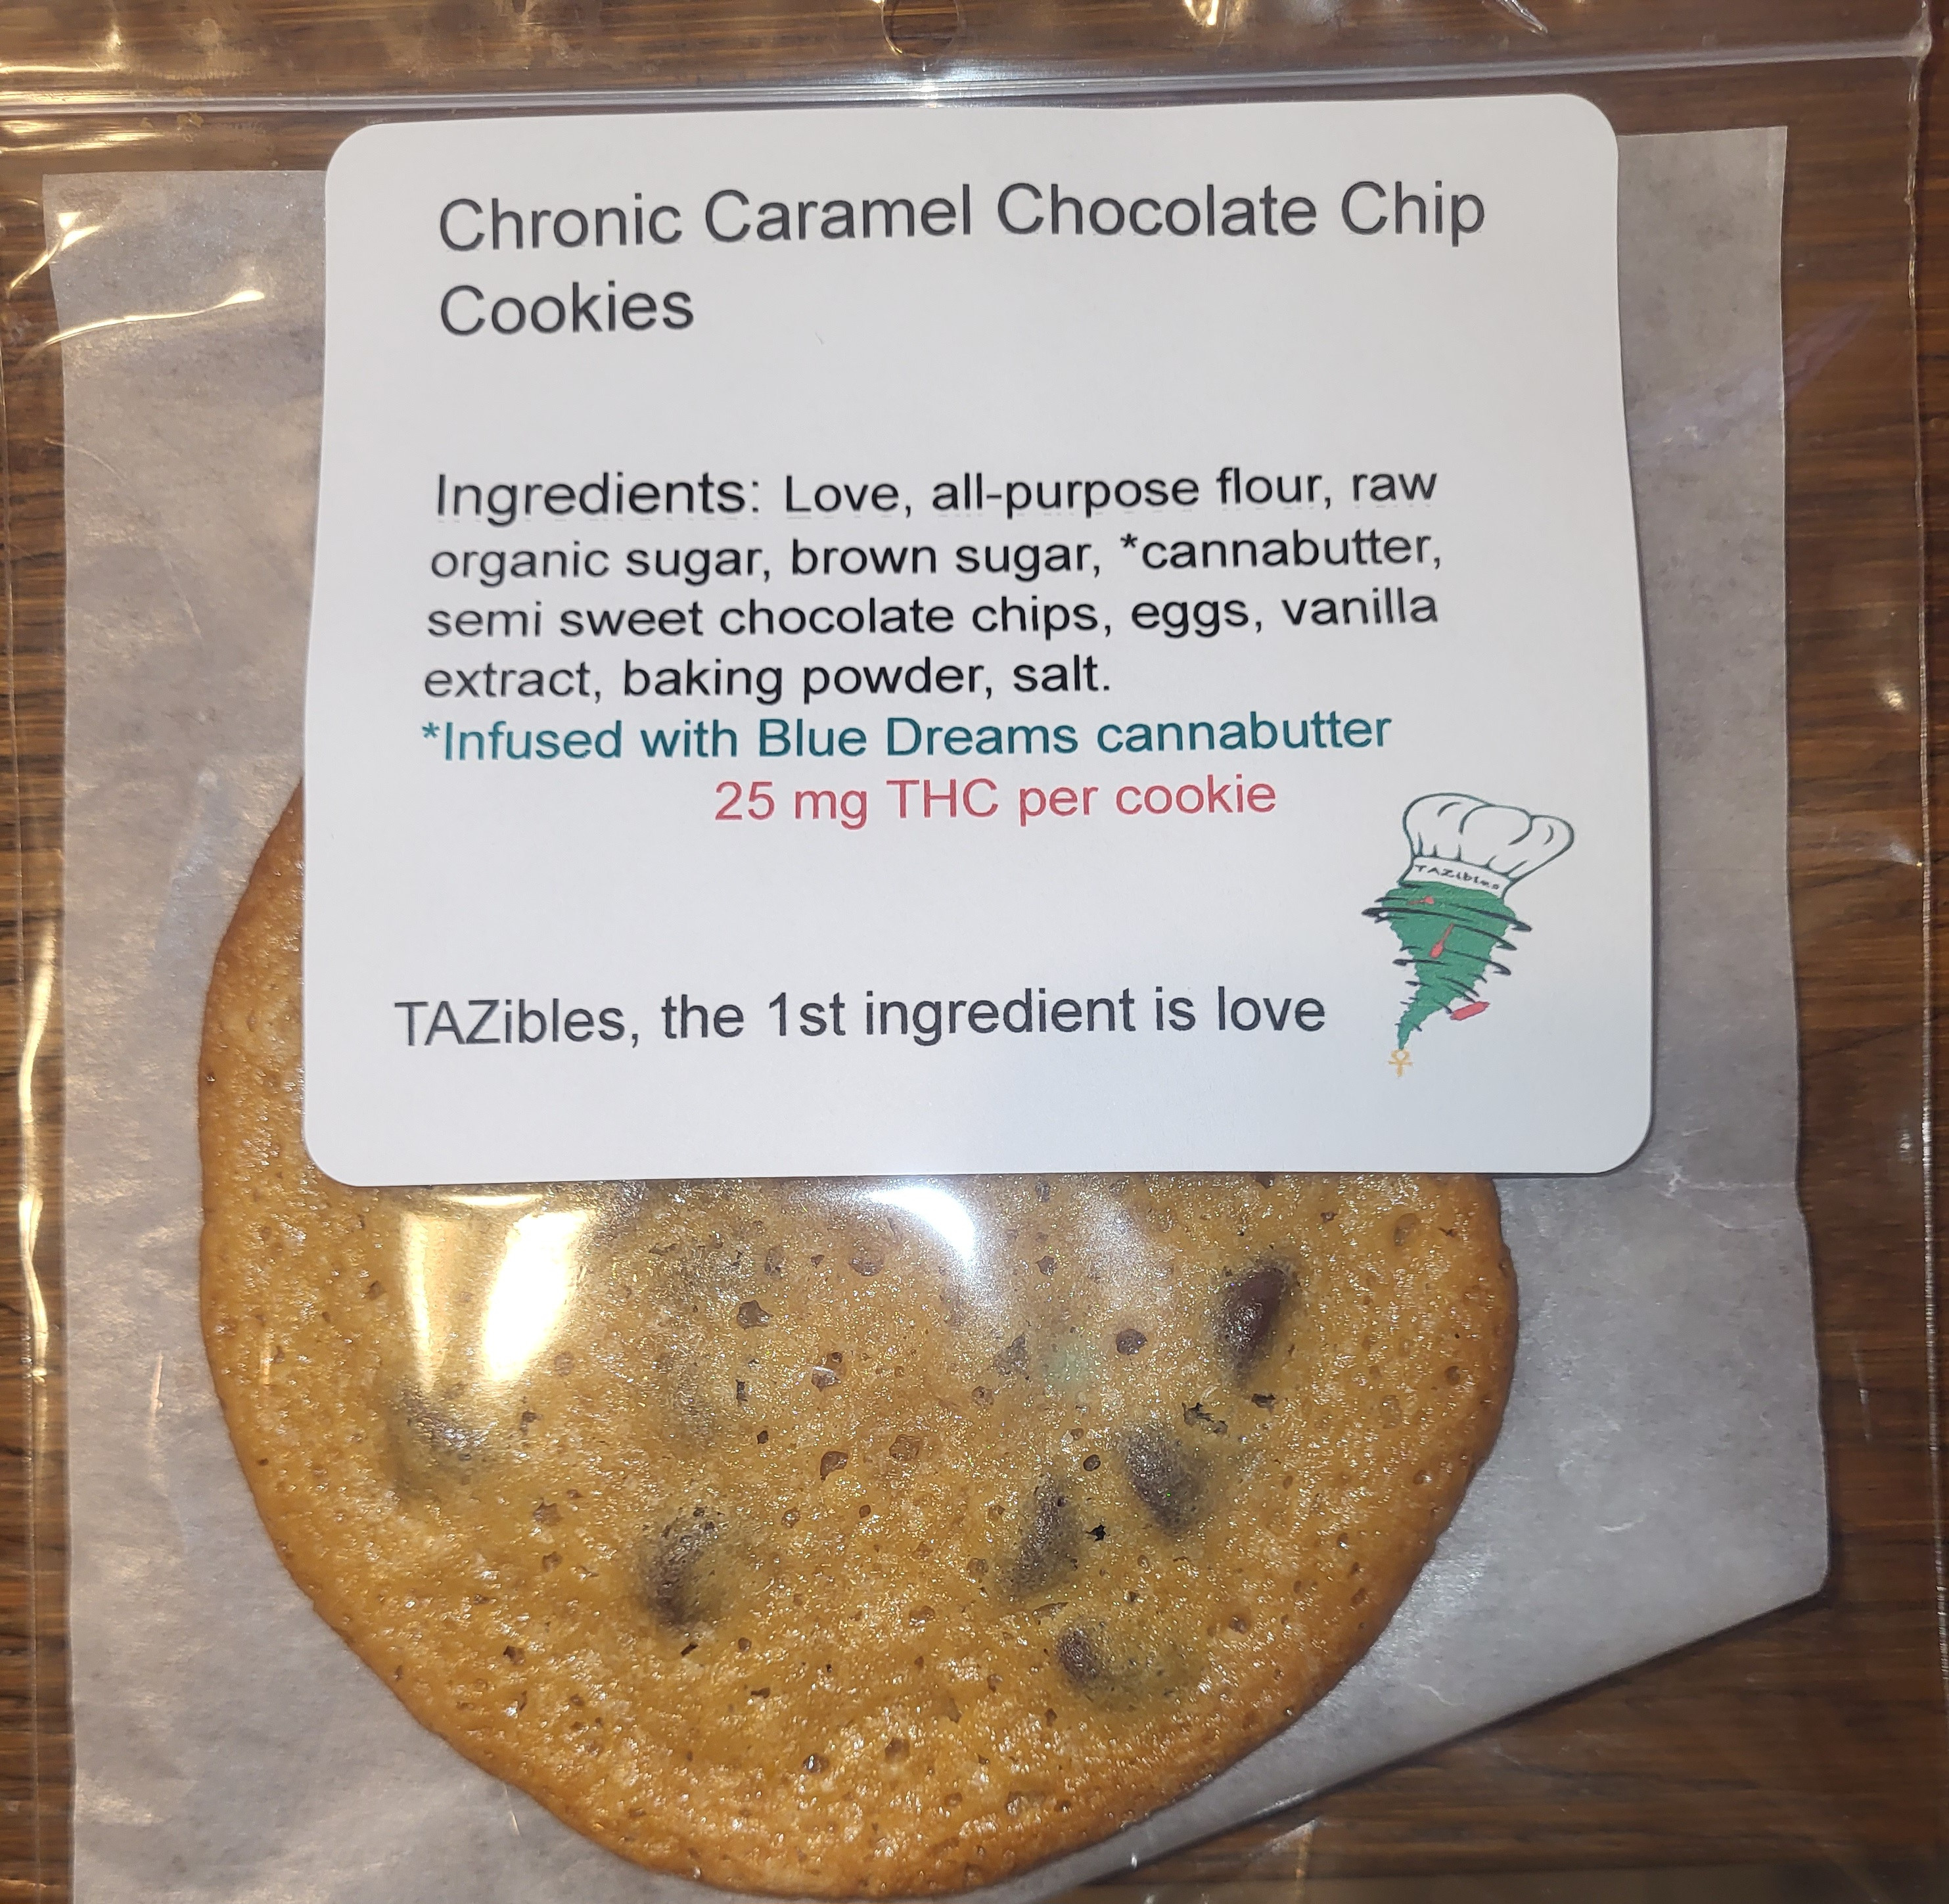 Chronic Caramel Chocolate Chip
Cookies
Ingredients: Love, all-purpose flour, raw
organic sugar, brown sugar, *cannabutter,
semi sweet chocolate chips, eggs, vanilla
extract, baking powder, salt.
*Infused with Blue Dreams cannabutter
25 mg THC per cookie
TAZibles
TAZibles, the 1st ingredient is love